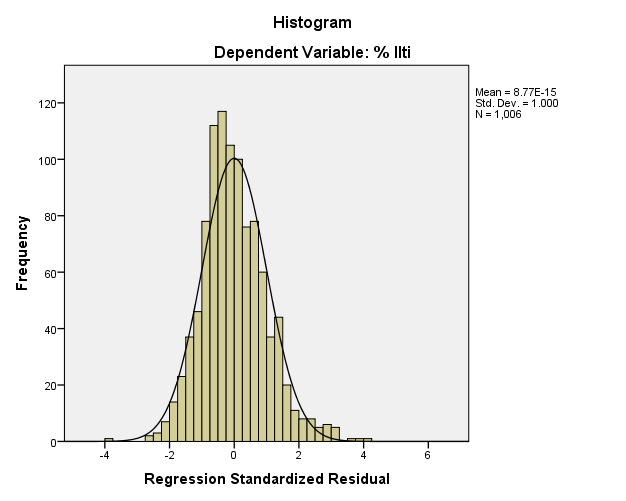 Histogram
Dependent Variable: % llti
Mean = 8.77E-15
Std. Dev. = 1.000
N = 1,006
120
100
80
60
40
20
0
Frequency
-4 -2 0 2 4 6
Regression Standardized Residual